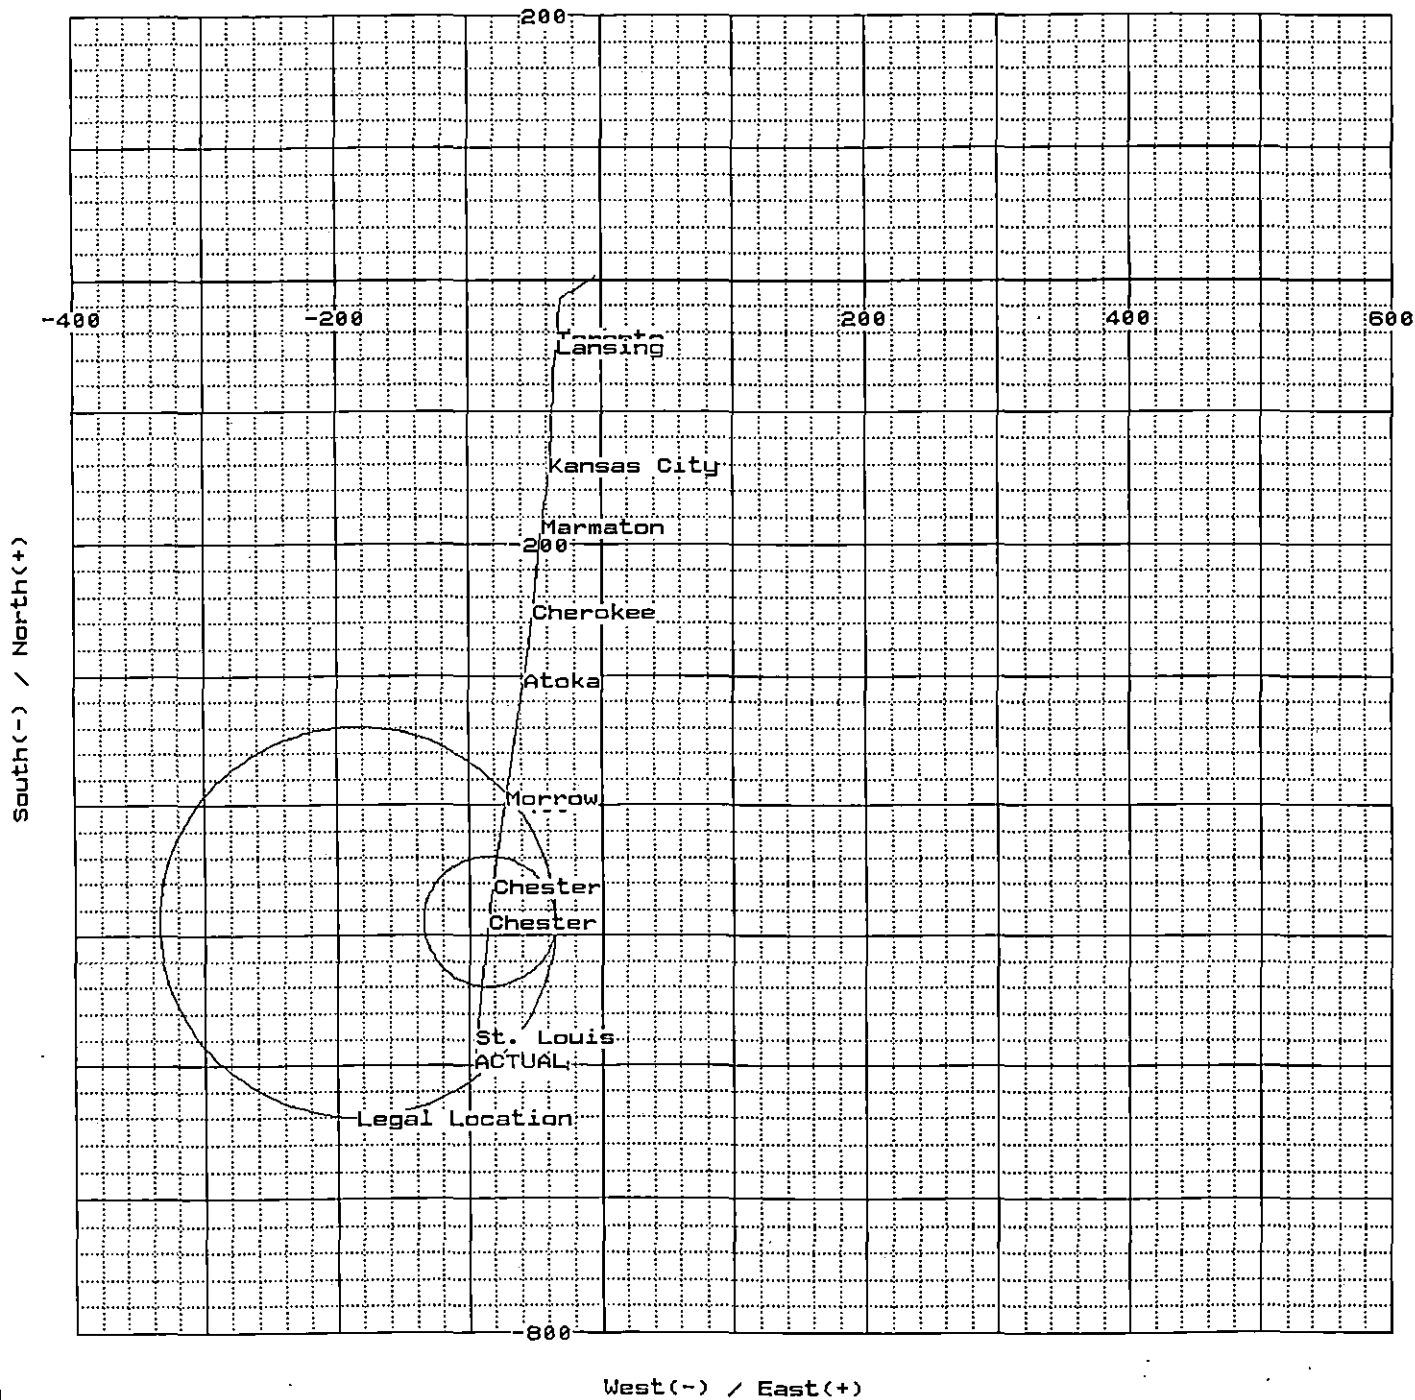 200
-400 -200 200 400 600
Toronto
Lansing
Kansas City
Marmaton
-200
Cherokee
Atoka
Morrow
Chester
Chester
St. Louis
ACTUAL
Legal Location
-800
South(-) / North(+)
West(-) / East(+)